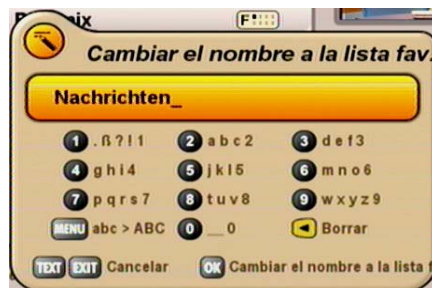 F
Cambiar el nombre a la lista fav.
Nachrichten_
1 . ß ? ! 1 2 a b c 2 3 d e f 3
4 g h i 4 5 j k l 5 6 m n o 6
7 p q r s 7 8 t u v 8 9 w x y z 9
MENU abc > ABC 0 _ _ 0 Borrar
TEXT EXIT Cancelar OK Cambiar el nombre a la lista f